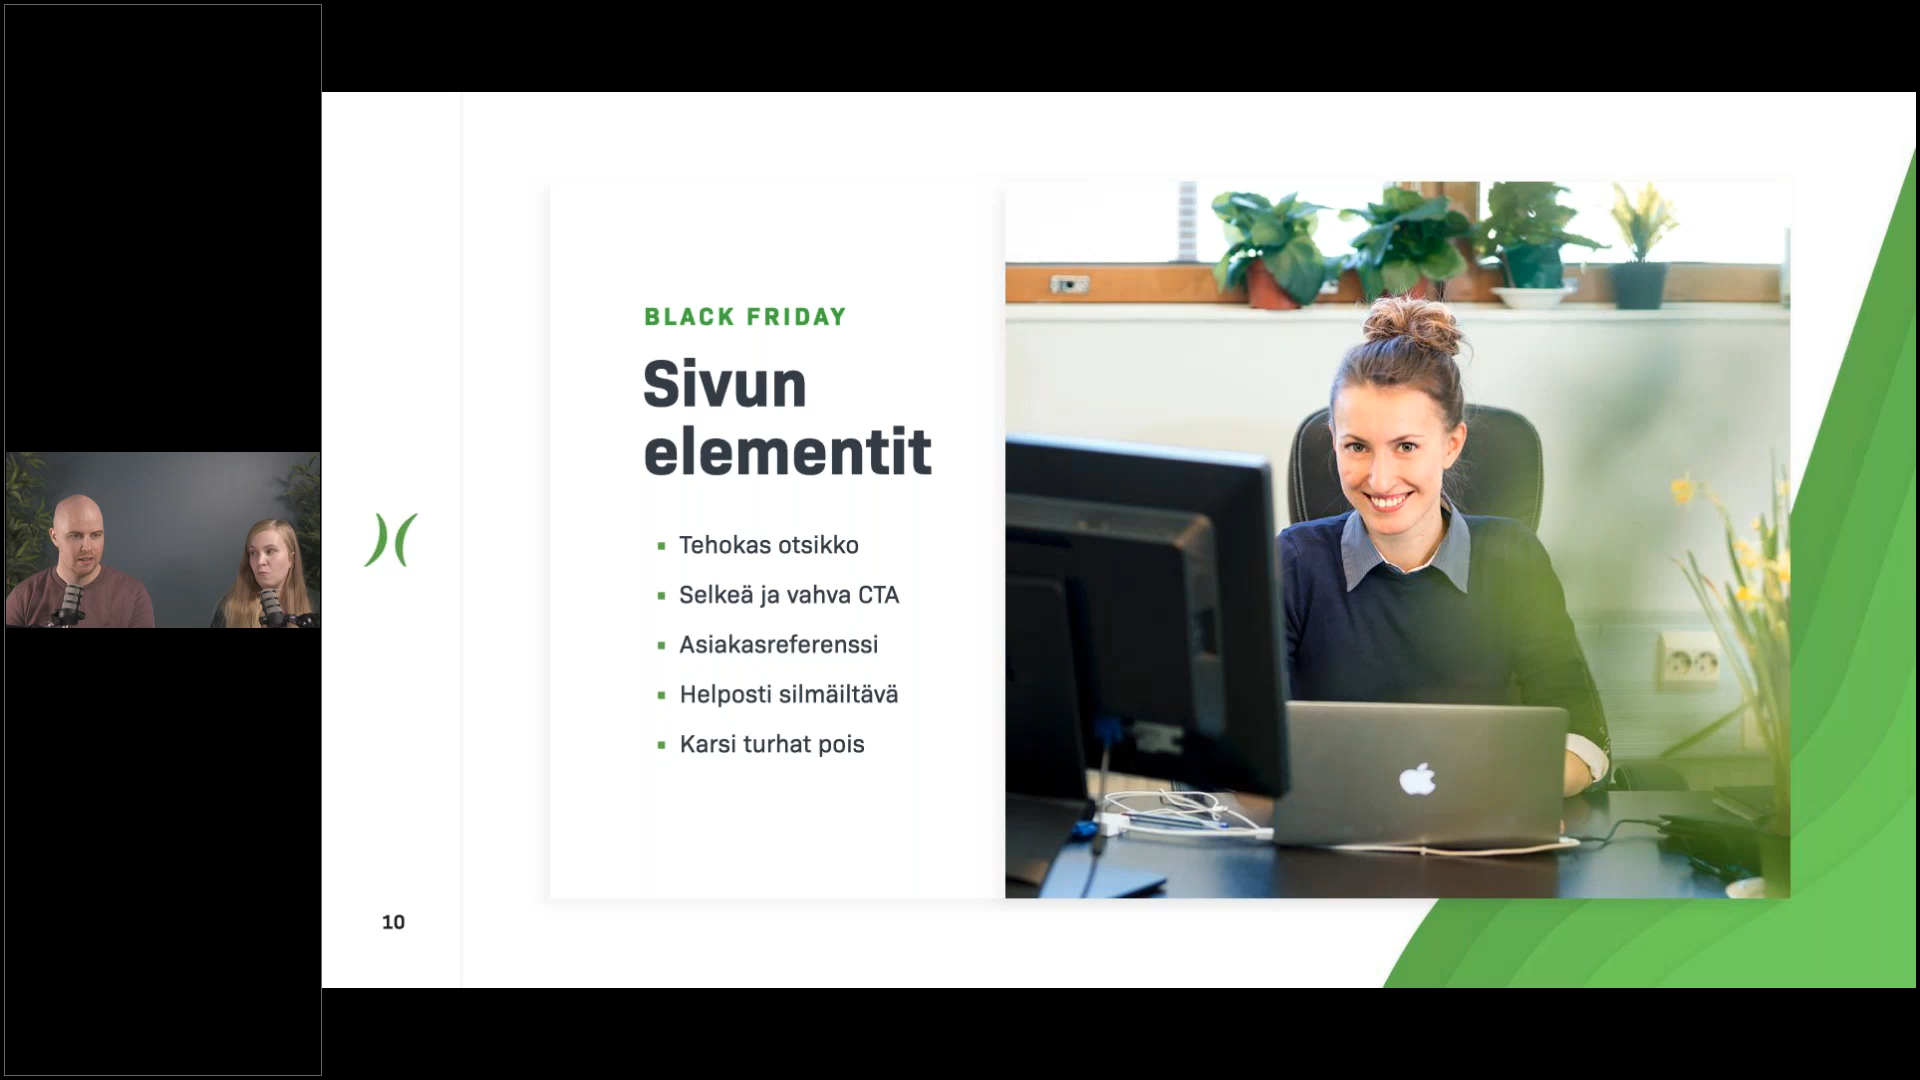 BLACK FRIDAY
Sivun
elementit
Tehokas otsikko
Selkeä ja vahva CTA
Asiakasreferenssi
Helposti silmäiltävä
Karsi turhat pois
10